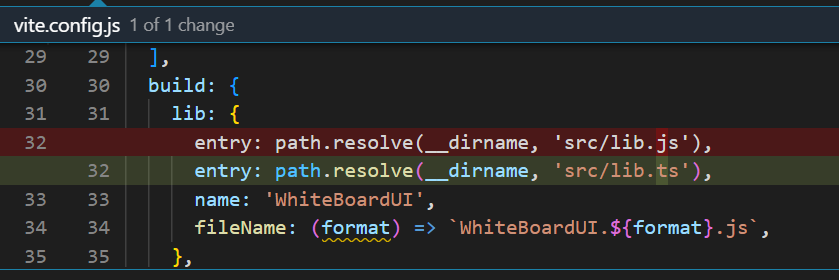 vite.config.js 1 of 1 change
29 29 ],
30 30 build: {
31 31 lib: {
32 entry: path.resolve(__dirname, 'src/lib.js'),
32 entry: path.resolve(__dirname, 'src/lib.ts'),
33 33 name: 'WhiteBoardUI',
34 34 fileName: (format) => `WhiteBoardUI.${format}.js`,
35 35 },